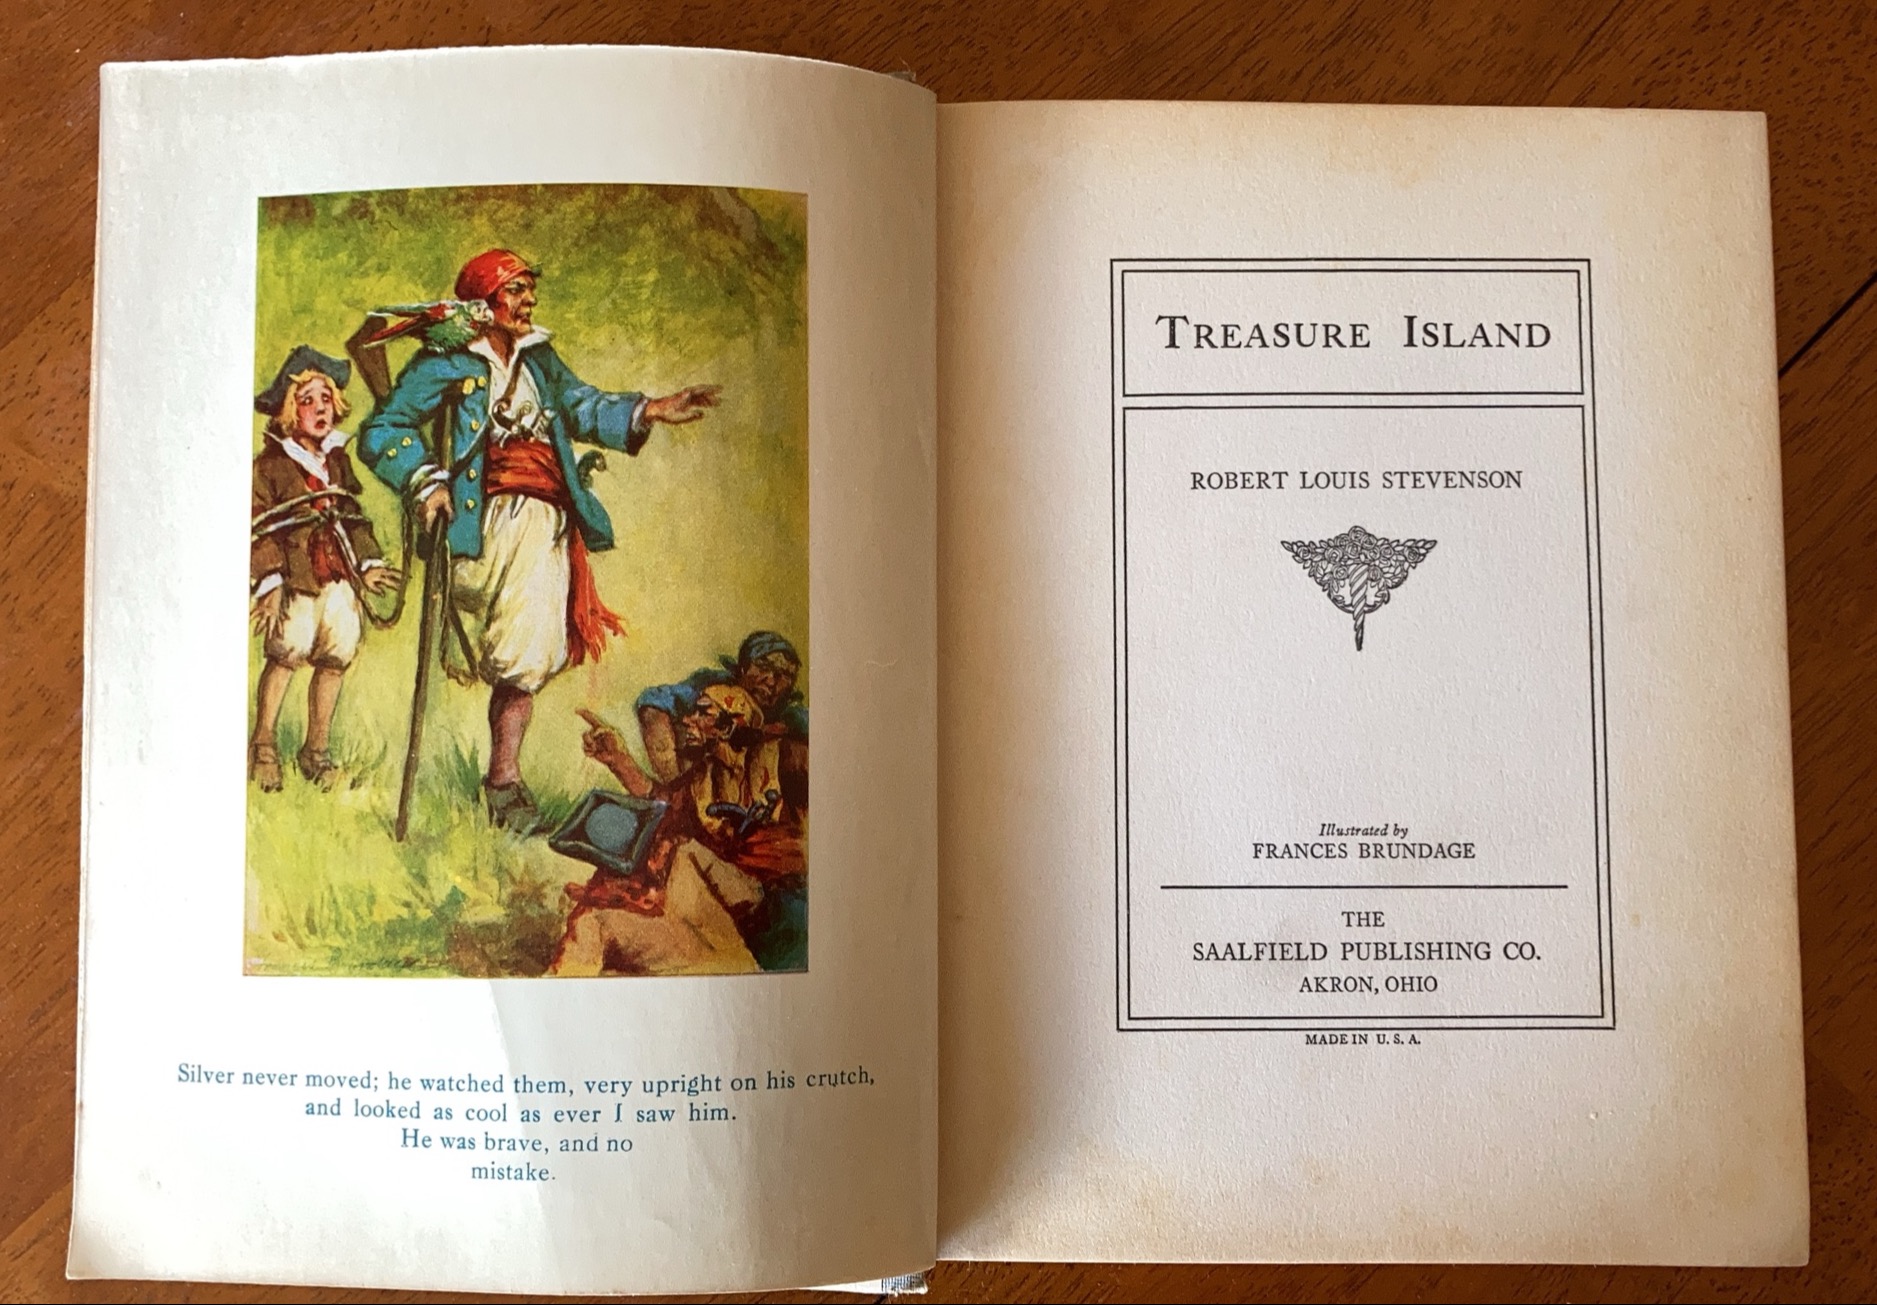 Silver never moved; he watched them, very upright on his crutch,
and looked as cool as ever I saw him.
He was brave, and no
mistake.
TREASURE ISLAND
ROBERT LOUIS STEVENSON
Illustrated by
FRANCES BRUNDAGE
THE
SAALFIELD PUBLISHING CO.
AKRON, OHIO
MADE IN U. S. A.